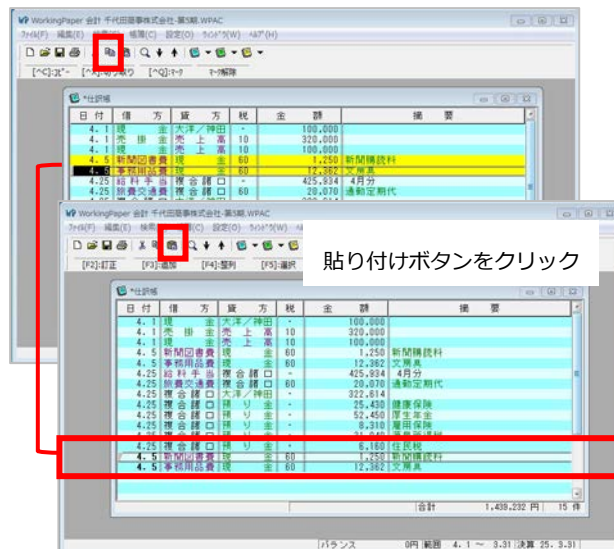 WorkingPaper 会計 千代田商事株式会社-第5期.WPAC
ファイル(F) 編集(E) 帳簿(C) 設定(O) ｳｨﾝﾄﾞｳ(W) ﾍﾙﾌﾟ(H)
[^C]:ｺﾋﾟｰ [^X]:切り取り [^Q]:ﾏｰｸ ﾏｰｸ解除
*仕訳帳
日 付 借 方 貸 方 税 金 額 摘 要
4. 1 現 金 大洋／神田 - 100,000
4. 1 売 掛 金 売 上 高 10 320,000
4. 1 現 金 売 上 高 10 100,000
4. 5 新聞図書費 現 金 60 1,250 新聞購読料
4. 5 事務用品費 現 金 60 12,362 文房具
4.25 給料手当 複合諸口 - 425,934 4月分
4.25 旅費交通費 複合諸口 60 20,070 通勤定期代
WorkingPaper 会計 千代田商事株式会社-第5期.WPAC
ファイル(F) 編集(E) 検索 (C) 設定(O) ｳｨﾝﾄﾞｳ(W)
[F2]:訂正 [F3]:追加 [F4]:整列 [F5]:選択
貼り付けボタンをクリック
*仕訳帳
日 付 借 方 貸 方 税 金 額 摘 要
4. 1 現 金 大洋／神田 - 100,000
4. 1 売 掛 金 売 上 高 10 320,000
4. 1 現 金 売 上 高 10 100,000
4. 5 新聞図書費 現 金 60 1,250 新聞購読料
4. 5 事務用品費 現 金 60 12,362 文房具
4.25 給料手当 複合諸口 - 425,934 4月分
4.25 旅費交通費 複合諸口 60 20,070 通勤定期代
4.25 複合諸口 大洋／神田 - 322,614
4.25 複合諸口 預 り 金 - 25,430 健康保険
4.25 複合諸口 預 り 金 - 52,450 厚生年金
4.25 複合諸口 預 り 金 - 8,310 雇用保険
4.25 複合諸口 預 り 金 -
4.25 複合諸口 預 り 金 - 6,160 住民税
4. 5 新聞図書費 現 金 60 1,250 新聞購読料
4. 5 事務用品費 現 金 60 12,362 文房具
合計 1,439,232 円 15 件
バランス 0円 範囲 4. 1 ～ 3.31 決算 25. 3.31